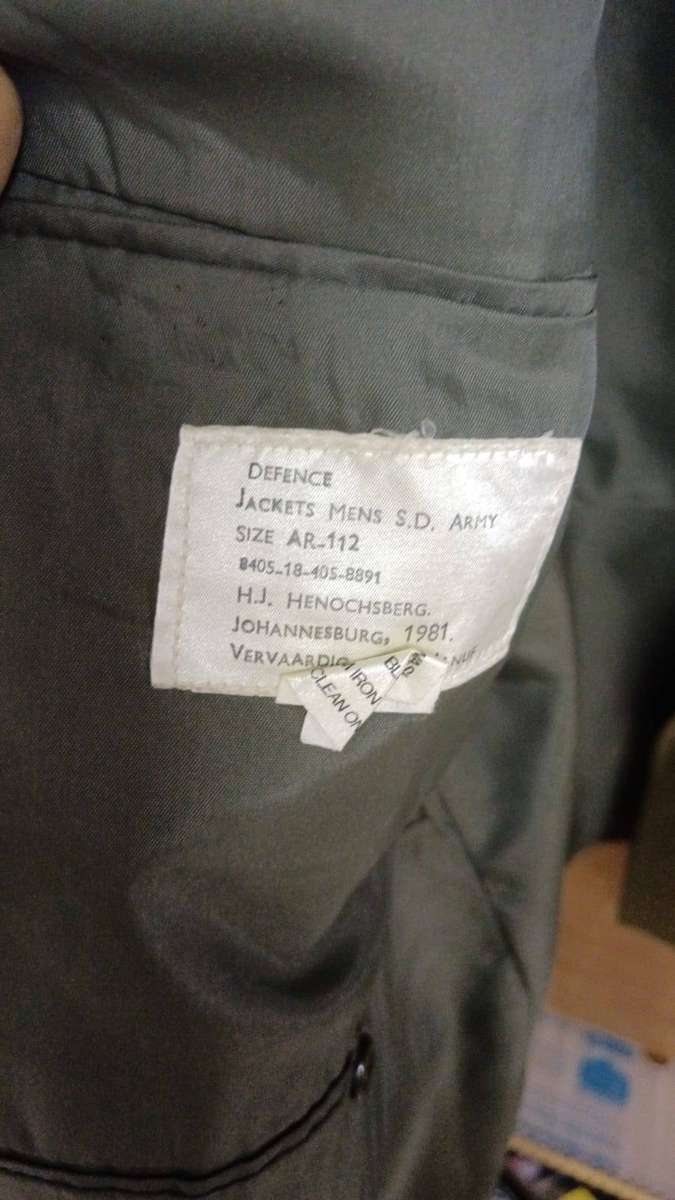 DEFENCE
JACKETS MENS S.D. ARMY
SIZE AR-112
8405-18-405-8891
H.J. HENOCHSBERG.
JOHANNESBURG, 1981.
IRON
CLEAN